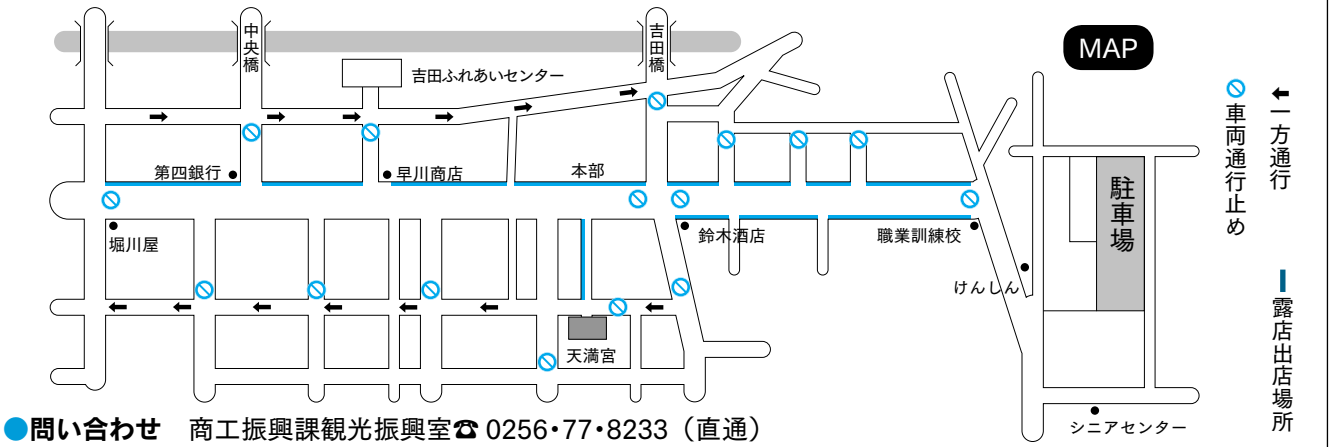 中央橋
吉田橋
MAP
吉田ふれあいセンター
←一方通行
車両通行止め
露店出店場所
第四銀行
早川商店
本部
駐車場
堀川屋
鈴木酒店
職業訓練校
けんしん
天満宮
シニアセンター
●問い合わせ 商工振興課観光振興室☎0256・77・8233（直通）